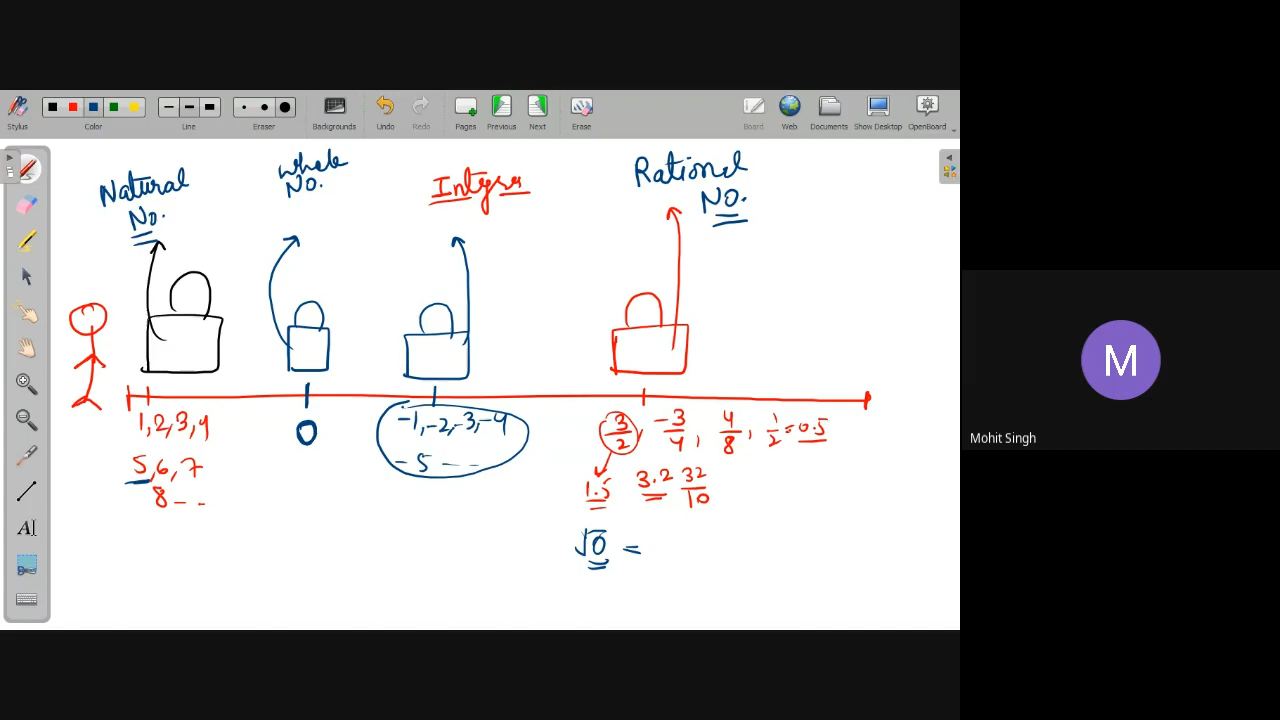 Stylus
Color
Line
Eraser
Backgrounds
Undo
Redo
Pages
Previous
Next
Erase
Board
Web
Documents
Show Desktop
OpenBoard
Natural
No.
whole
No.
Integers
Rational
NO.
1, 2, 3, 4
5, 6, 7
8 - -
0
-1, -2, -3, -4
-5 ---
3/2, -3/4, 4/8, 1/2 = 0.5
1.5 3.2 32/10
√0 =
M
Mohit Singh